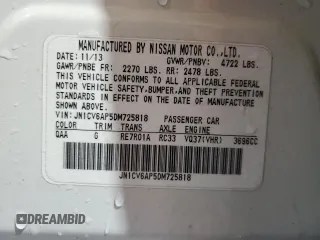 MANUFACTURED BY NISSAN MOTOR CO.,LTD.
DATE:11/13 GVWR/PNBV: 4722 LBS.
GAWR/PNBE FR: 2270 LBS. RR: 2478 LBS.
THIS VEHICLE CONFORMS TO ALL APPLICABLE FEDERAL
MOTOR VEHICLE SAFETY,BUMPER,AND THEFT PREVENTION
STANDARDS IN EFFECT ON THE DATE OF MANUFACTURE
SHOWN ABOVE.
VIN:JN1CV6AP5DM725818 PASSENGER CAR
COLOR TRIM TRANS AXLE ENGINE
QAA G RE7R01A RC33 VQ37(VHR) 3696CC
JN1CV6AP5DM725818
DREAMBID DREAMBID.COM